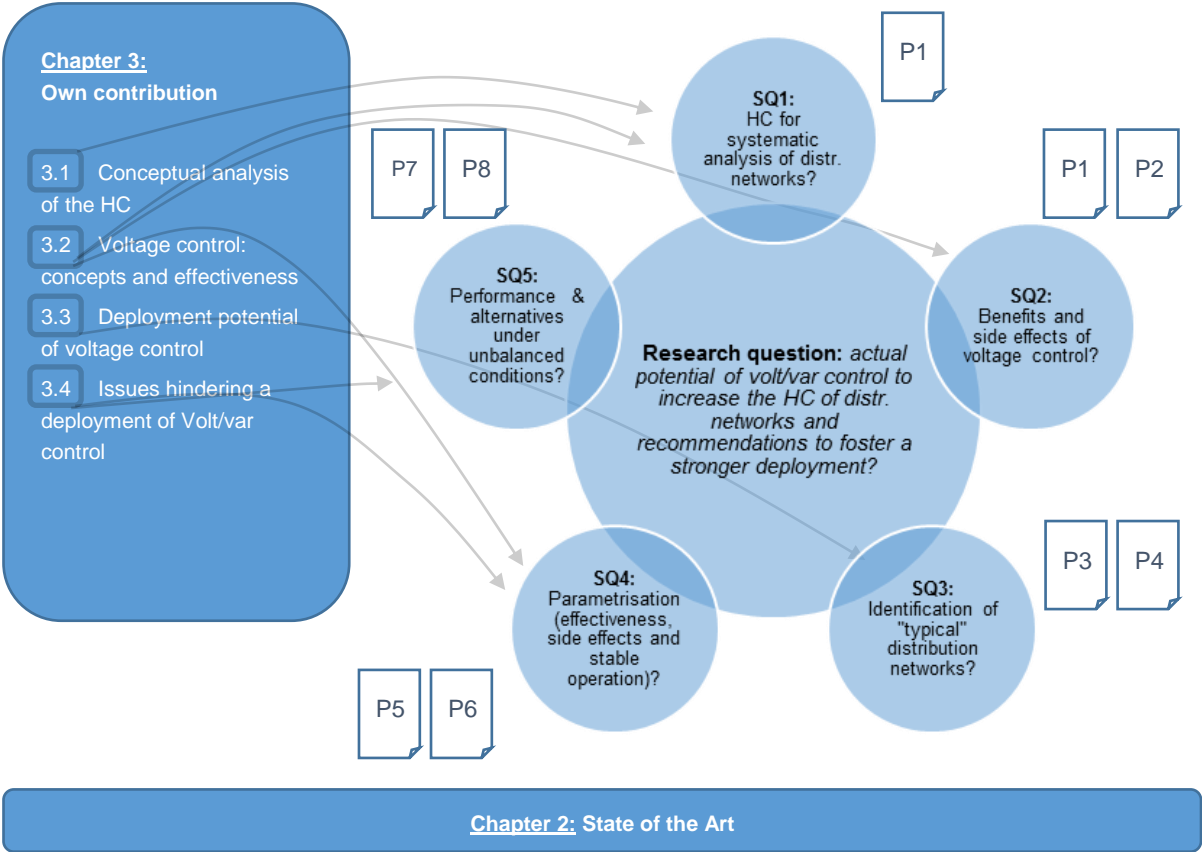 Chapter 3:
Own contribution
3.1 Conceptual analysis
of the HC
3.2 Voltage control:
concepts and effectiveness
3.3 Deployment potential
of voltage control
3.4 Issues hindering a
deployment of Volt/var
control
P1
SQ1:
HC for
systematic
analysis of distr.
networks?
P7
P8
P1
P2
SQ5:
Performance &
alternatives
under
unbalanced
conditions?
SQ2:
Benefits and
side effects of
voltage control?
Research question: actual
potential of volt/var control to
increase the HC of distr.
networks and
recommendations to foster a
stronger deployment?
SQ4:
Parametrisation
(effectiveness,
side effects and
stable
operation)?
SQ3:
Identification of
"typical"
distribution
networks?
P3
P4
P5
P6
Chapter 2: State of the Art